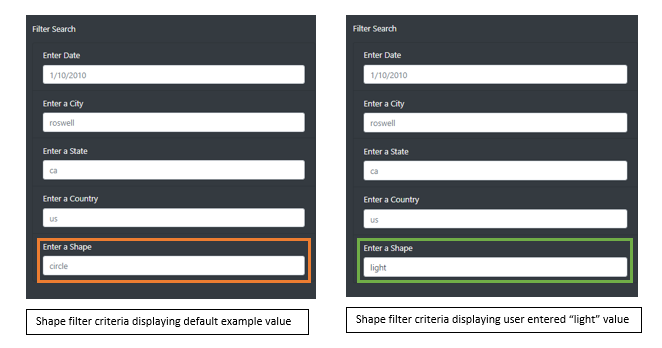 Filter Search
Enter Date
1/10/2010
Enter a City
roswell
Enter a State
ca
Enter a Country
us
Enter a Shape
circle
Shape filter criteria displaying default example value
Filter Search
Enter Date
1/10/2010
Enter a City
roswell
Enter a State
ca
Enter a Country
us
Enter a Shape
light
Shape filter criteria displaying user entered “light” value